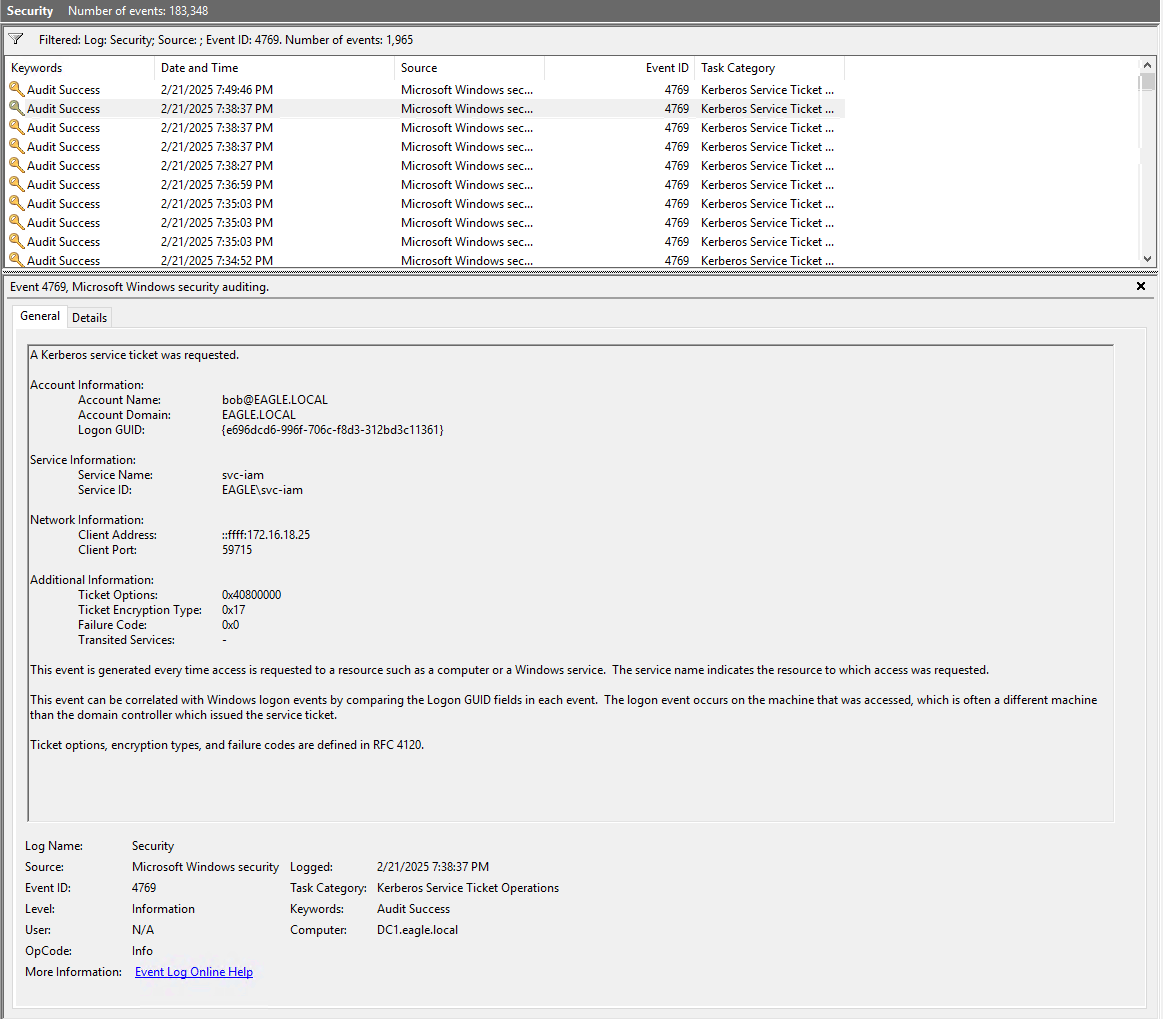 Security Number of events: 183,348
Filtered: Log: Security; Source: ; Event ID: 4769. Number of events: 1,965
Keywords Date and Time Source Event ID Task Category
Audit Success 2/21/2025 7:49:46 PM Microsoft Windows sec... 4769 Kerberos Service Ticket ...
Audit Success 2/21/2025 7:38:37 PM Microsoft Windows sec... 4769 Kerberos Service Ticket ...
Audit Success 2/21/2025 7:38:37 PM Microsoft Windows sec... 4769 Kerberos Service Ticket ...
Audit Success 2/21/2025 7:38:37 PM Microsoft Windows sec... 4769 Kerberos Service Ticket ...
Audit Success 2/21/2025 7:38:27 PM Microsoft Windows sec... 4769 Kerberos Service Ticket ...
Audit Success 2/21/2025 7:36:59 PM Microsoft Windows sec... 4769 Kerberos Service Ticket ...
Audit Success 2/21/2025 7:35:03 PM Microsoft Windows sec... 4769 Kerberos Service Ticket ...
Audit Success 2/21/2025 7:35:03 PM Microsoft Windows sec... 4769 Kerberos Service Ticket ...
Audit Success 2/21/2025 7:35:03 PM Microsoft Windows sec... 4769 Kerberos Service Ticket ...
Audit Success 2/21/2025 7:34:52 PM Microsoft Windows sec... 4769 Kerberos Service Ticket ...
Event 4769, Microsoft Windows security auditing.
General Details
A Kerberos service ticket was requested.
Account Information:
Account Name: bob@EAGLE.LOCAL
Account Domain: EAGLE.LOCAL
Logon GUID: {e696dcd6-996f-706c-f8d3-312bd3c11361}
Service Information:
Service Name: svc-iam
Service ID: EAGLE\svc-iam
Network Information:
Client Address: ::ffff:172.16.18.25
Client Port: 59715
Additional Information:
Ticket Options: 0x40800000
Ticket Encryption Type: 0x17
Failure Code: 0x0
Transited Services: -
This event is generated every time access is requested to a resource such as a computer or a Windows service. The service name indicates the resource to which access was requested.
This event can be correlated with Windows logon events by comparing the Logon GUID fields in each event. The logon event occurs on the machine that was accessed, which is often a different machine
than the domain controller which issued the service ticket.
Ticket options, encryption types, and failure codes are defined in RFC 4120.
Log Name: Security
Source: Microsoft Windows security Logged: 2/21/2025 7:38:37 PM
Event ID: 4769 Task Category: Kerberos Service Ticket Operations
Level: Information Keywords: Audit Success
User: N/A Computer: DC1.eagle.local
OpCode: Info
More Information: Event Log Online Help